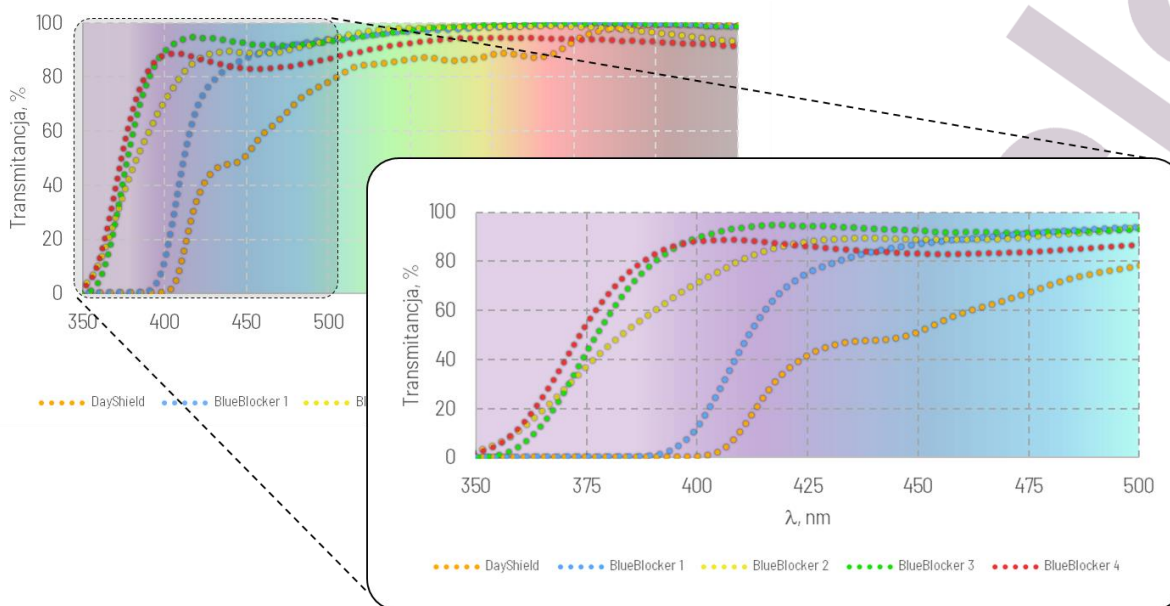 100
80
60
40
20
0
Transmitancja, %
350 400 450 500
DayShield BlueBlocker 1
100
80
60
40
20
0
Transmitancja, %
350 375 400 425 450 475 500
λ, nm
DayShield BlueBlocker 1 BlueBlocker 2 BlueBlocker 3 BlueBlocker 4